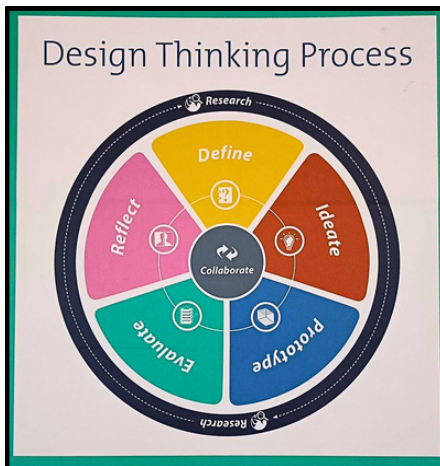 Design Thinking Process
Research
Define
Ideate
Prototype
Evaluate
Reflect
Collaborate
Research